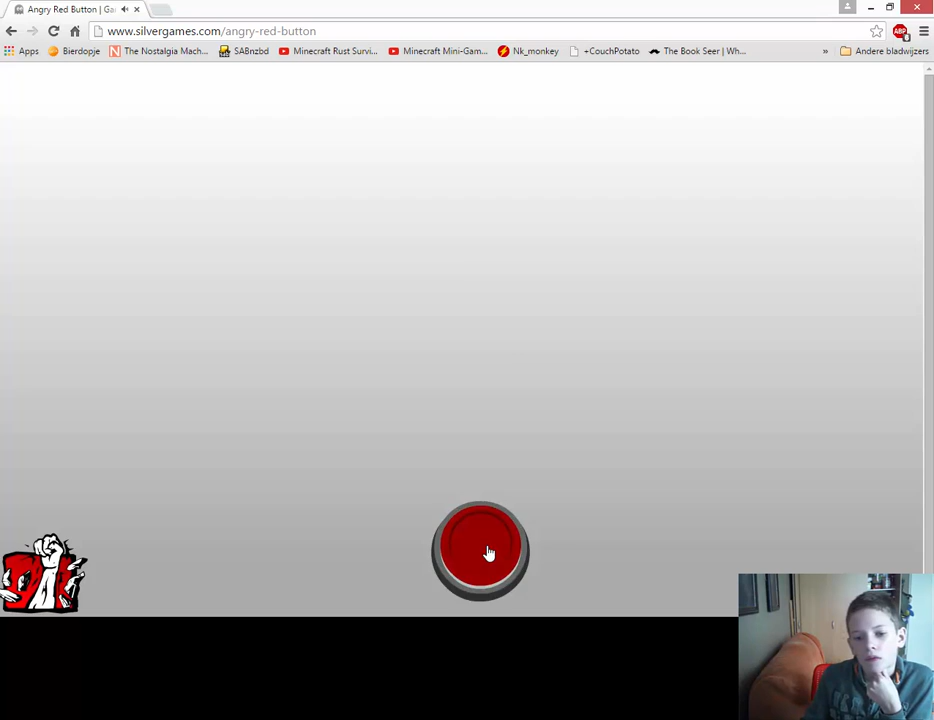 Angry Red Button | Ga
www.silvergames.com/angry-red-button
Apps Bierdopje The Nostalgia Mach... SABnzbd Minecraft Rust Survi... Minecraft Mini-Gam... Nk_monkey +CouchPotato The Book Seer | Wh... » Andere bladwijzers
ABP